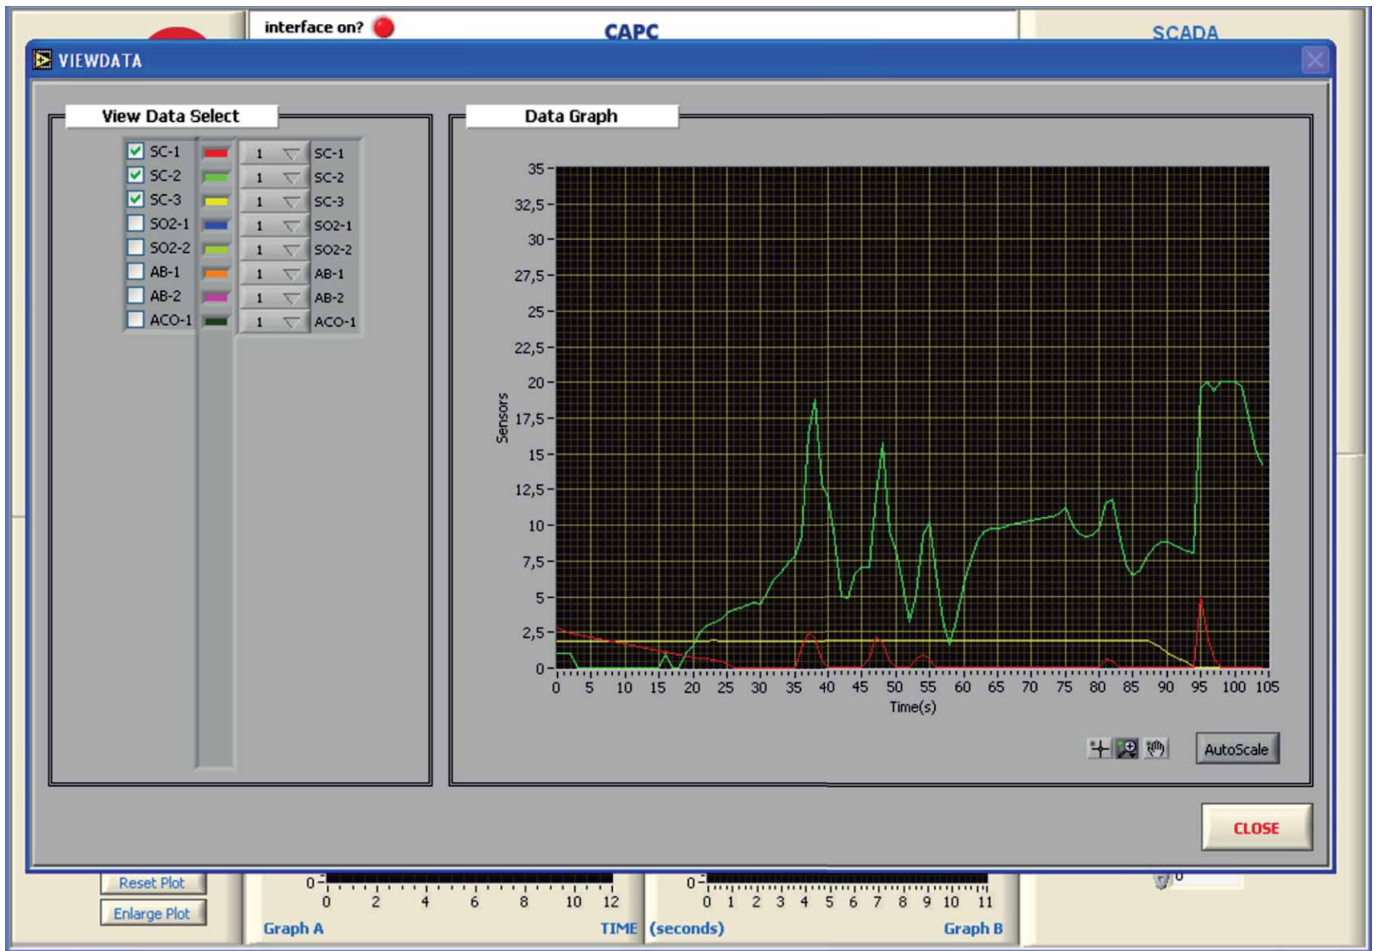 interface on?
CAPC
SCADA
VIEWDATA
View Data Select
SC-1 1 SC-1
SC-2 1 SC-2
SC-3 1 SC-3
SO2-1 1 SO2-1
SO2-2 1 SO2-2
AB-1 1 AB-1
AB-2 1 AB-2
ACO-1 1 ACO-1
Data Graph
35
32,5
30
27,5
25
22,5
20
17,5
15
12,5
10
7,5
5
2,5
0
Sensors
0 5 10 15 20 25 30 35 40 45 50 55 60 65 70 75 80 85 90 95 100 105
Time(s)
AutoScale
CLOSE
Reset Plot
Enlarge Plot
0
0 2 4 6 8 10 12
Graph A TIME (seconds) Graph B
0
0 1 2 3 4 5 6 7 8 9 10 11